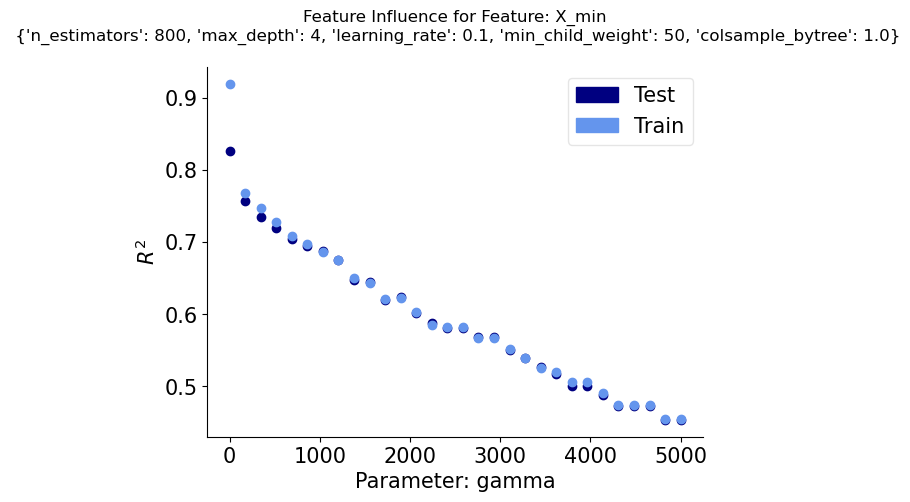 Feature Influence for Feature: X_min
{'n_estimators': 800, 'max_depth': 4, 'learning_rate': 0.1, 'min_child_weight': 50, 'colsample_bytree': 1.0}
Test
Train
0.9
0.8
0.7
0.6
0.5
R²
0 1000 2000 3000 4000 5000
Parameter: gamma